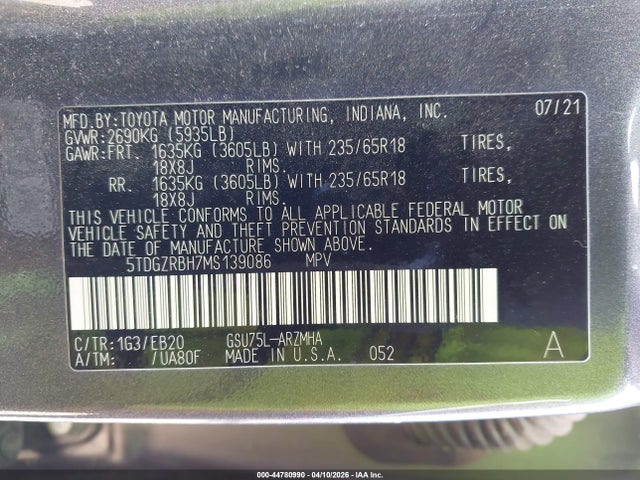 MFD.BY:TOYOTA MOTOR MANUFACTURING, INDIANA, INC. 07/21
GVWR:2690KG (5935LB)
GAWR:FRT. 1635KG (3605LB) WITH 235/65R18 TIRES,
18X8J RIMS.
RR. 1635KG (3605LB) WITH 235/65R18 TIRES,
18X8J RIMS.
THIS VEHICLE CONFORMS TO ALL APPLICABLE FEDERAL MOTOR
VEHICLE SAFETY AND THEFT PREVENTION STANDARDS IN EFFECT ON
THE DATE OF MANUFACTURE SHOWN ABOVE.
5TDGZRBH7MS139086 MPV
C/TR:1G3/EB20 GSU75L-ARZMHA
A/TM: /UA80F MADE IN U.S.A. 052 A
000-44780990 - 04/10/2026 - IAA Inc.